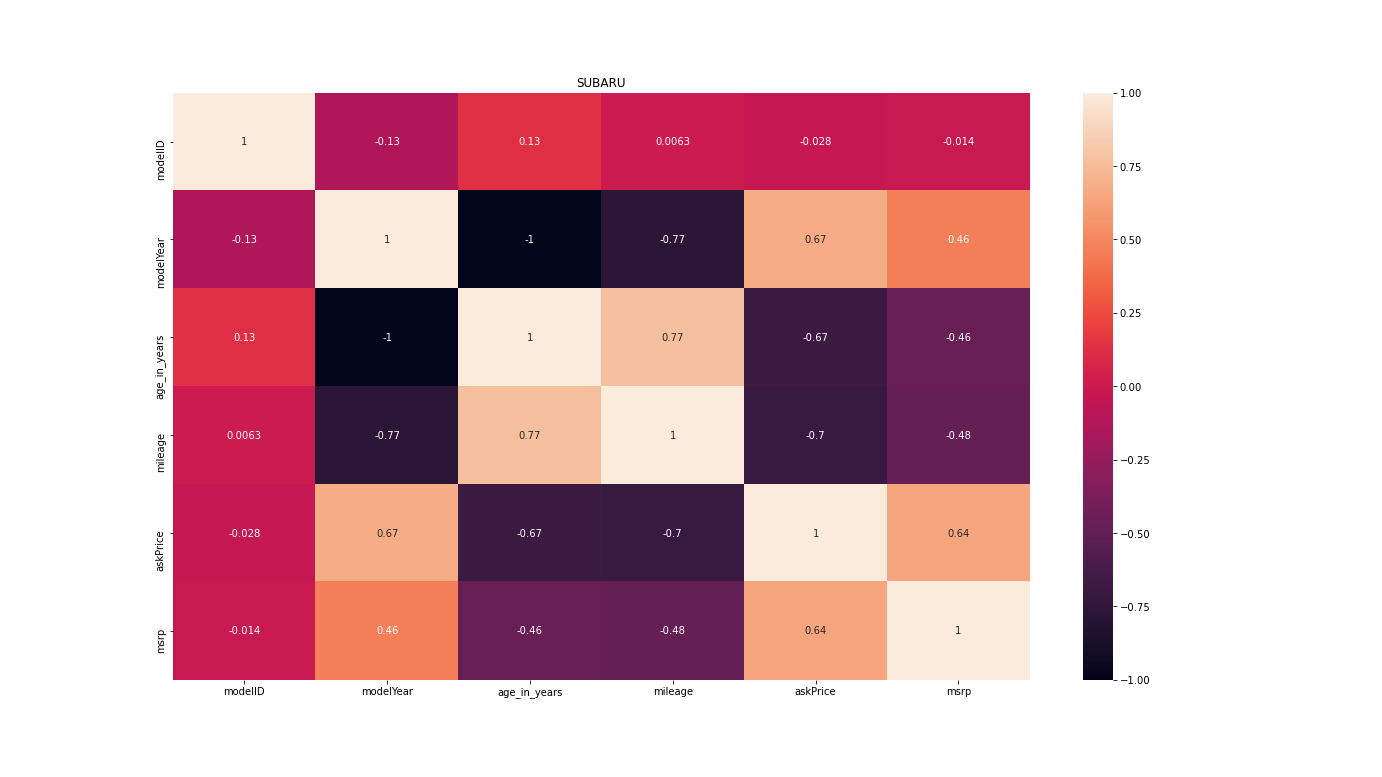 SUBARU
modelID 1 -0.13 0.13 0.0063 -0.028 -0.014
modelYear -0.13 1 -1 -0.77 0.67 0.46
age_in_years 0.13 -1 1 0.77 -0.67 -0.46
mileage 0.0063 -0.77 0.77 1 -0.7 -0.48
askPrice -0.028 0.67 -0.67 -0.7 1 0.64
msrp -0.014 0.46 -0.46 -0.48 0.64 1
modelID modelYear age_in_years mileage askPrice msrp
1.00
0.75
0.50
0.25
0.00
−0.25
−0.50
−0.75
−1.00